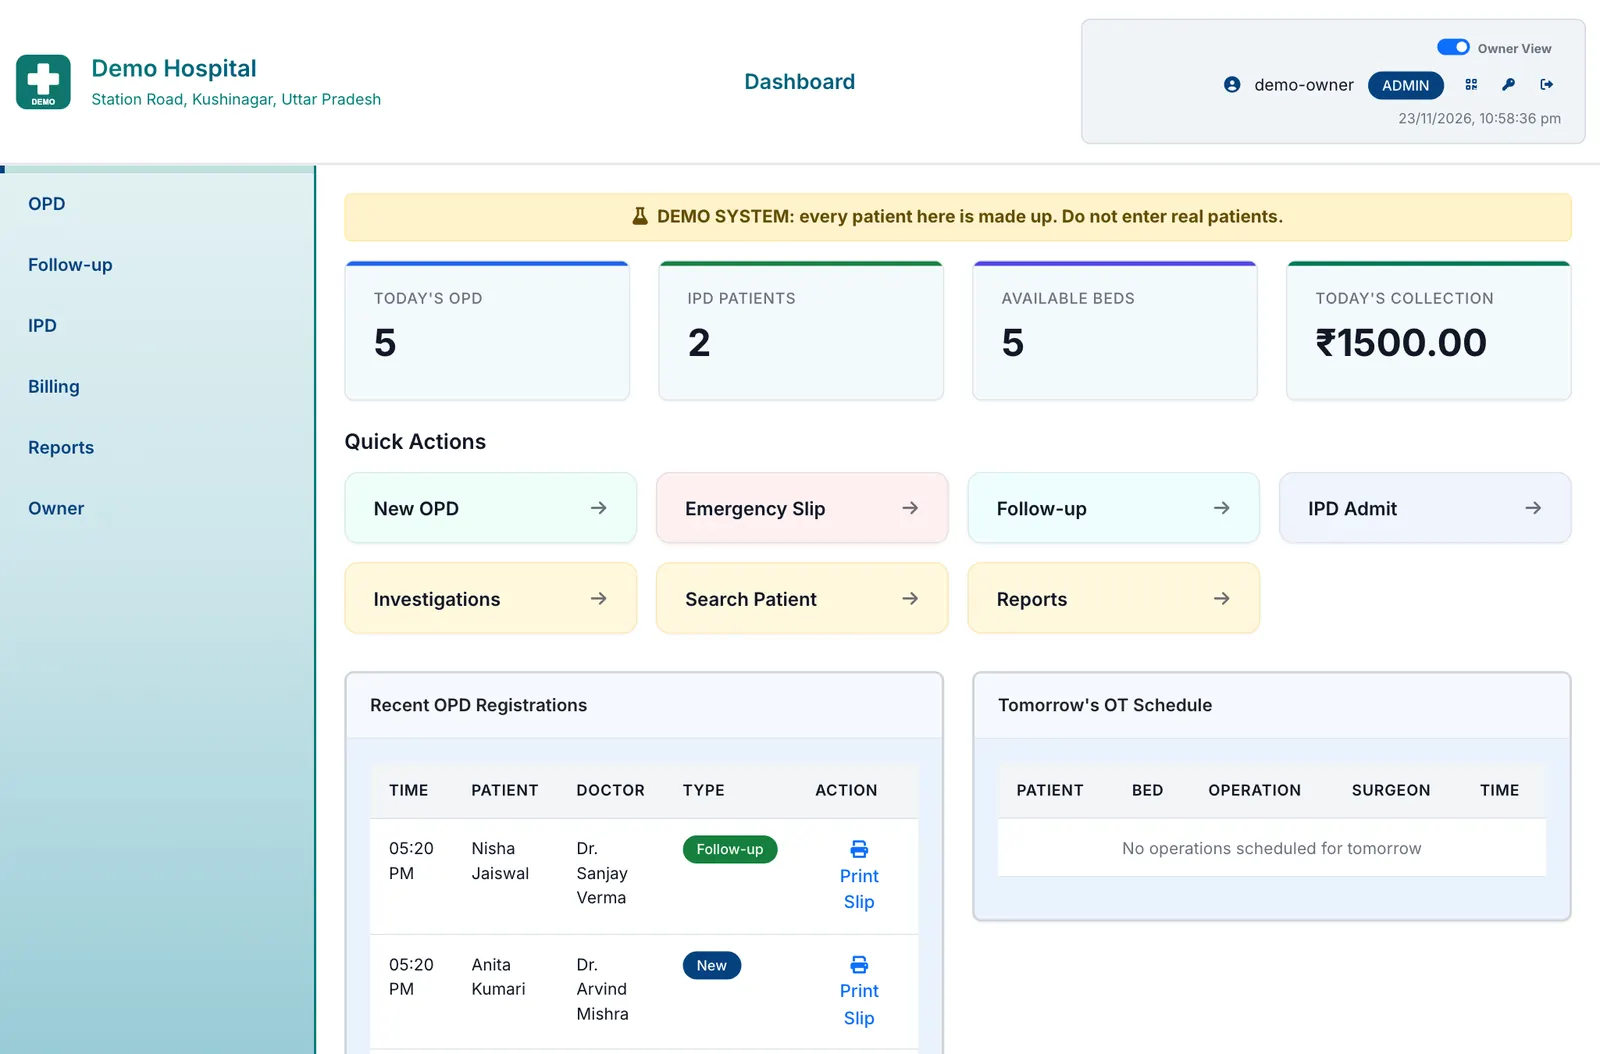 DEMO
Demo Hospital
Station Road, Kushinagar, Uttar Pradesh
Dashboard
Owner View
demo-owner
ADMIN
23/11/2026, 10:58:36 pm
OPD
Follow-up
IPD
Billing
Reports
Owner
DEMO SYSTEM: every patient here is made up. Do not enter real patients.
TODAY'S OPD
5
IPD PATIENTS
2
AVAILABLE BEDS
5
TODAY'S COLLECTION
₹1500.00
Quick Actions
New OPD
Emergency Slip
Follow-up
IPD Admit
Investigations
Search Patient
Reports
Recent OPD Registrations
TIME PATIENT DOCTOR TYPE ACTION
05:20 Nisha Dr. Follow-up
PM Jaiswal Sanjay Print
Verma Slip
05:20 Anita Dr. New
PM Kumari Arvind Print
Mishra Slip
Tomorrow's OT Schedule
PATIENT BED OPERATION SURGEON TIME
No operations scheduled for tomorrow